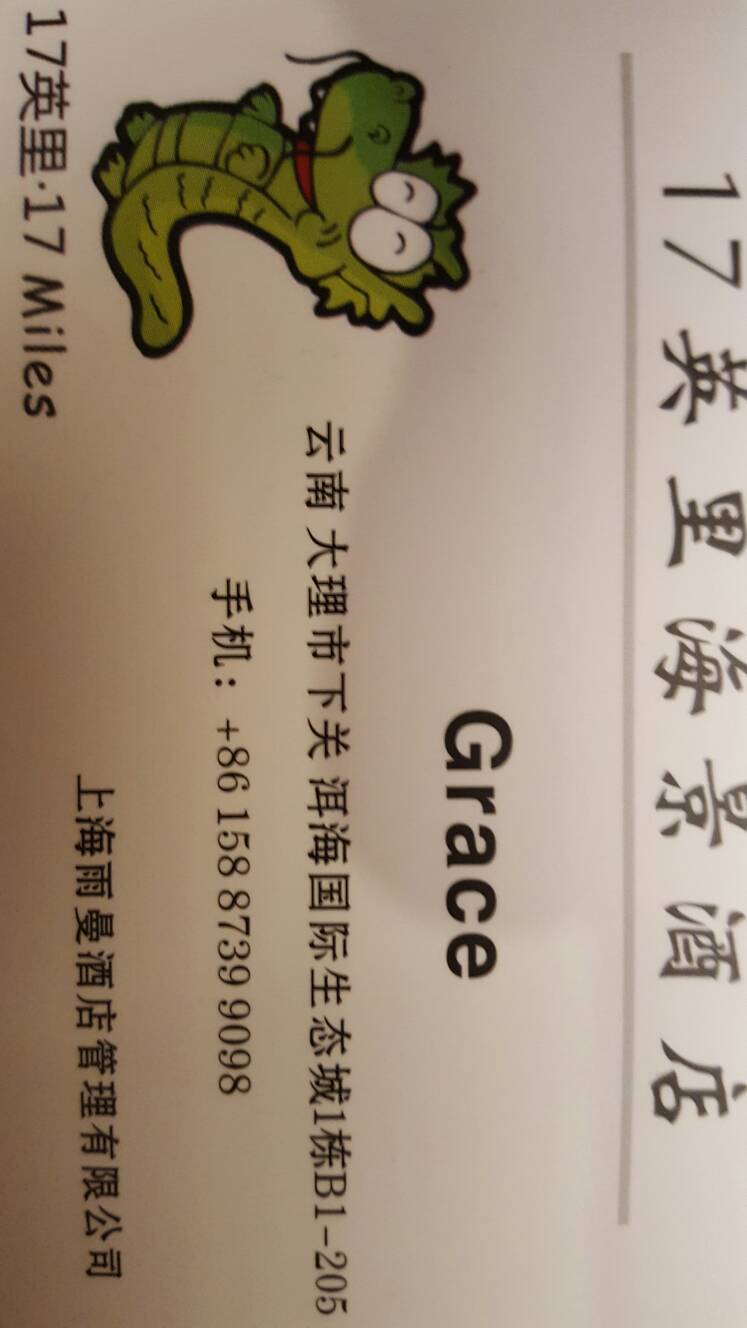 17英里海景酒店
Grace
云南 大理市下关 洱海国际生态城1栋B1-205
手机：+86 158 8739 9098
上海雨曼酒店管理有限公司
17英里·17 Miles